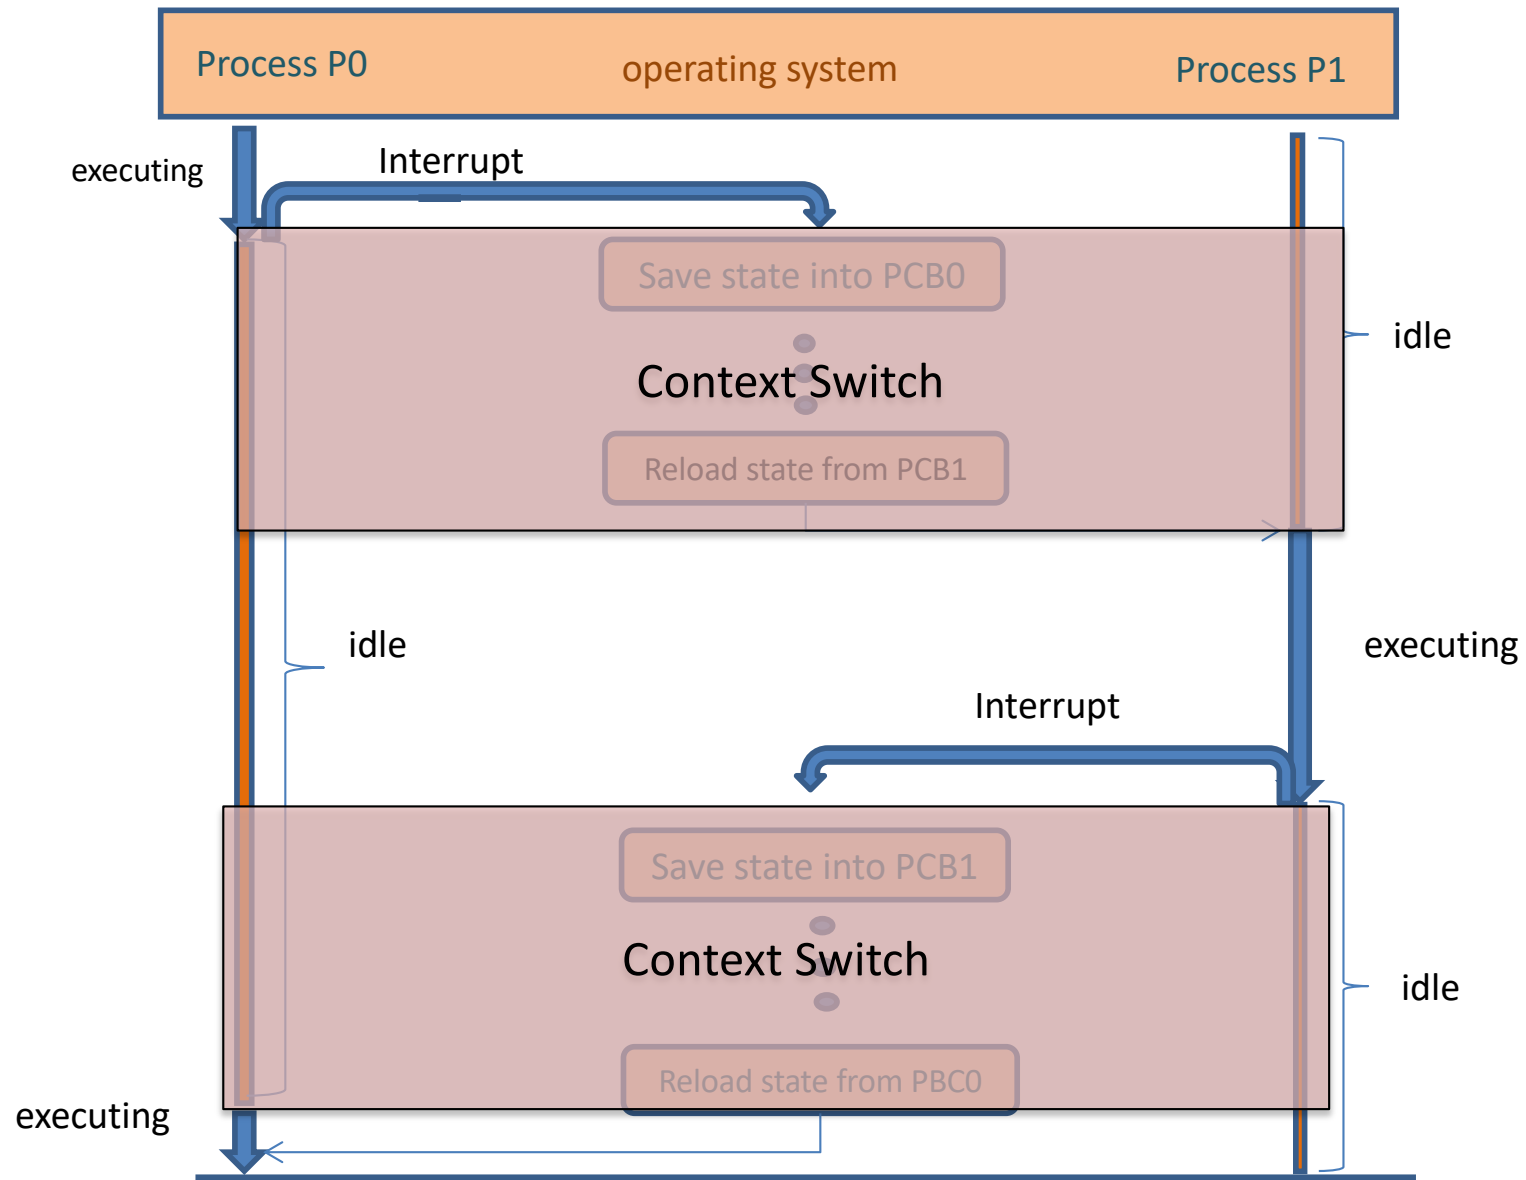 Process P0
operating system
Process P1
executing
Interrupt
Save state into PCB0
idle
Context Switch
Reload state from PCB1
idle
executing
Interrupt
Save state into PCB1
Context Switch
idle
Reload state from PBC0
executing